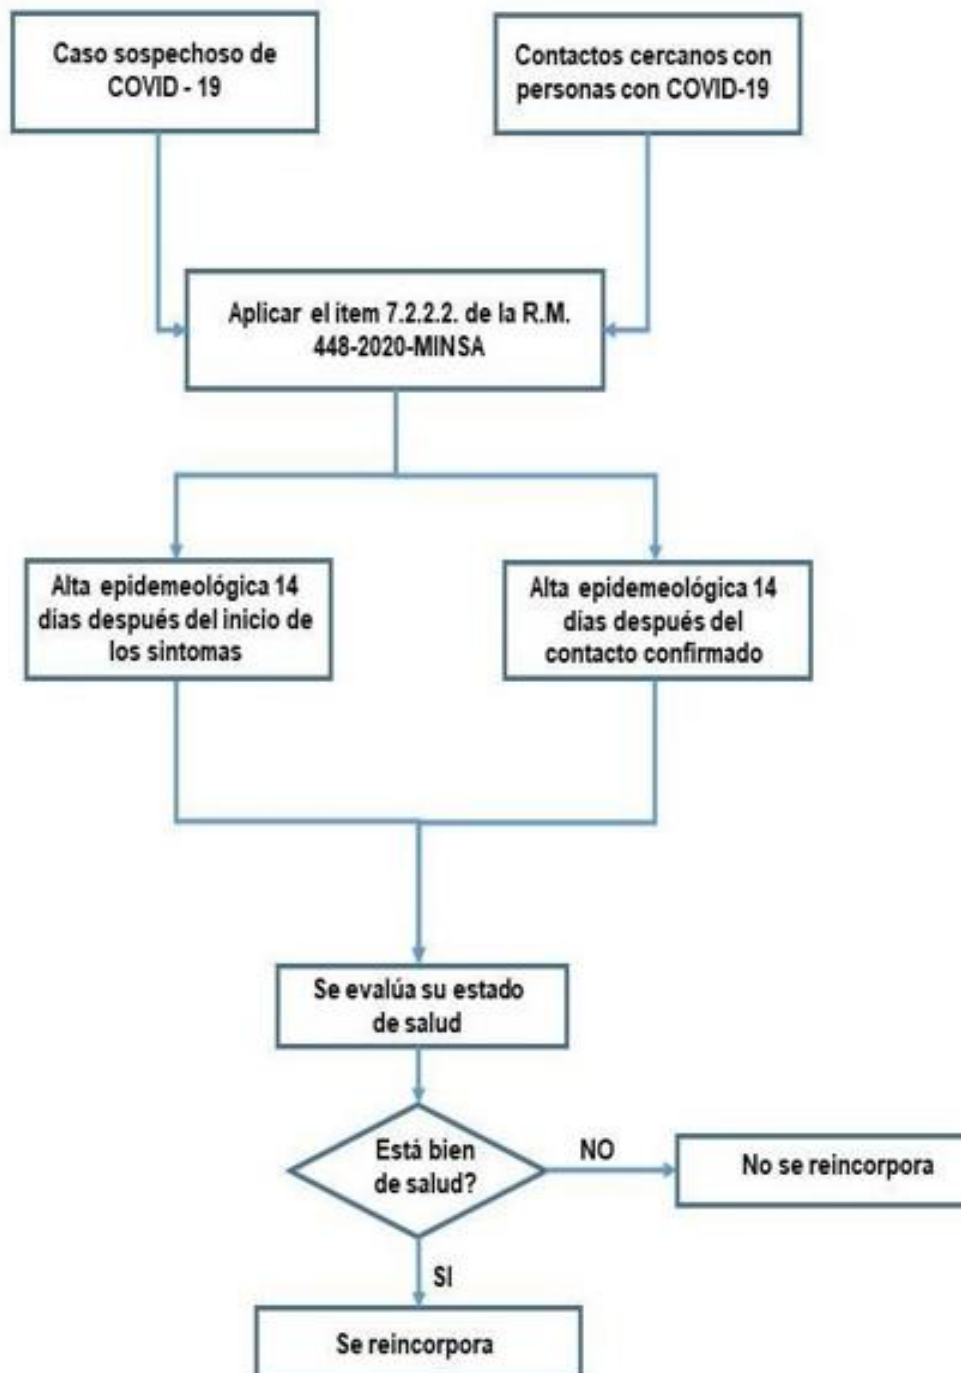 Caso sospechoso de
COVID - 19
Contactos cercanos con
personas con COVID-19
Aplicar el ítem 7.2.2.2. de la R.M.
448-2020-MINSA
Alta epidemeológica 14
días después del inicio de
los sintomas
Alta epidemeológica 14
días después del
contacto confirmado
Se evalúa su estado
de salud
Está bien
de salud?
NO
No se reincorpora
SI
Se reincorpora